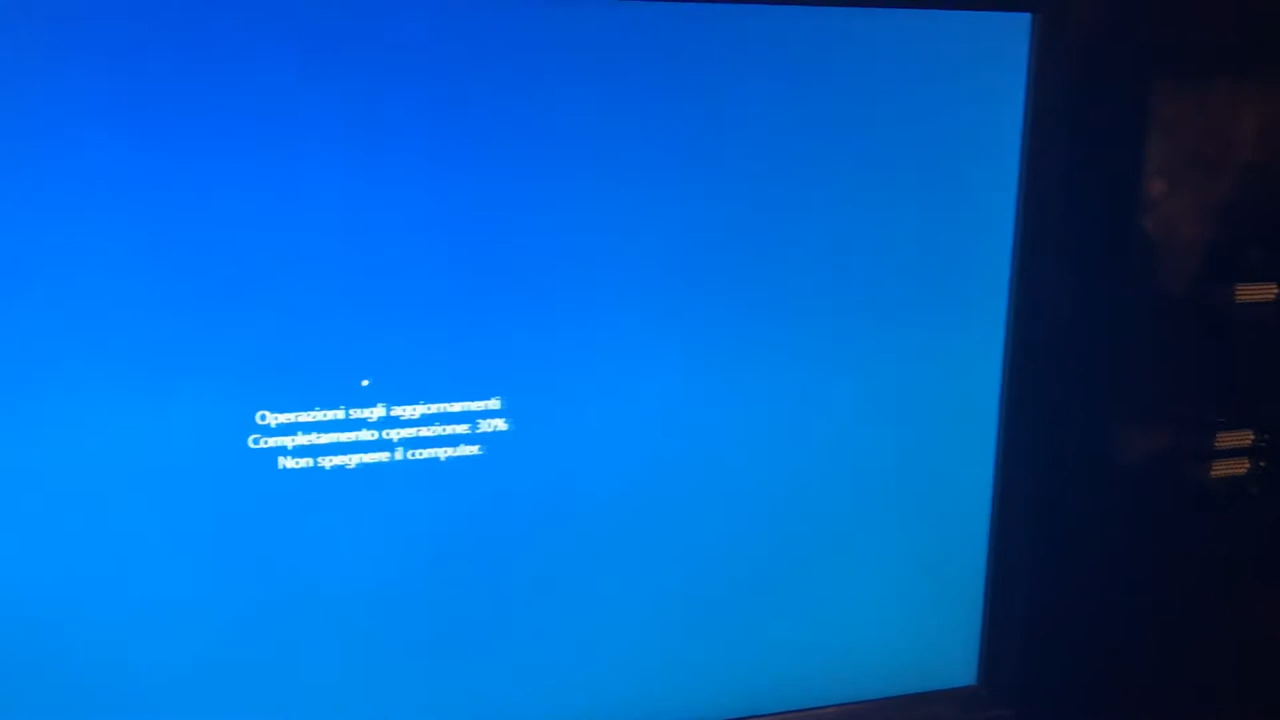 Operazioni sugli aggiornamenti
Completamento operazione: 30%
Non spegnere il computer.